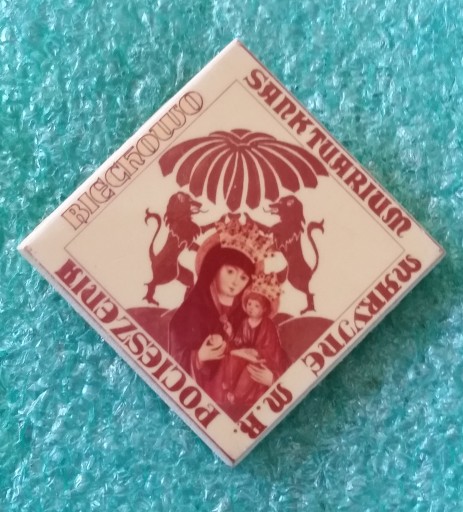 BIECHOWO
SANKTUARIUM
MARYJNE M.B.
POCIESZENIA